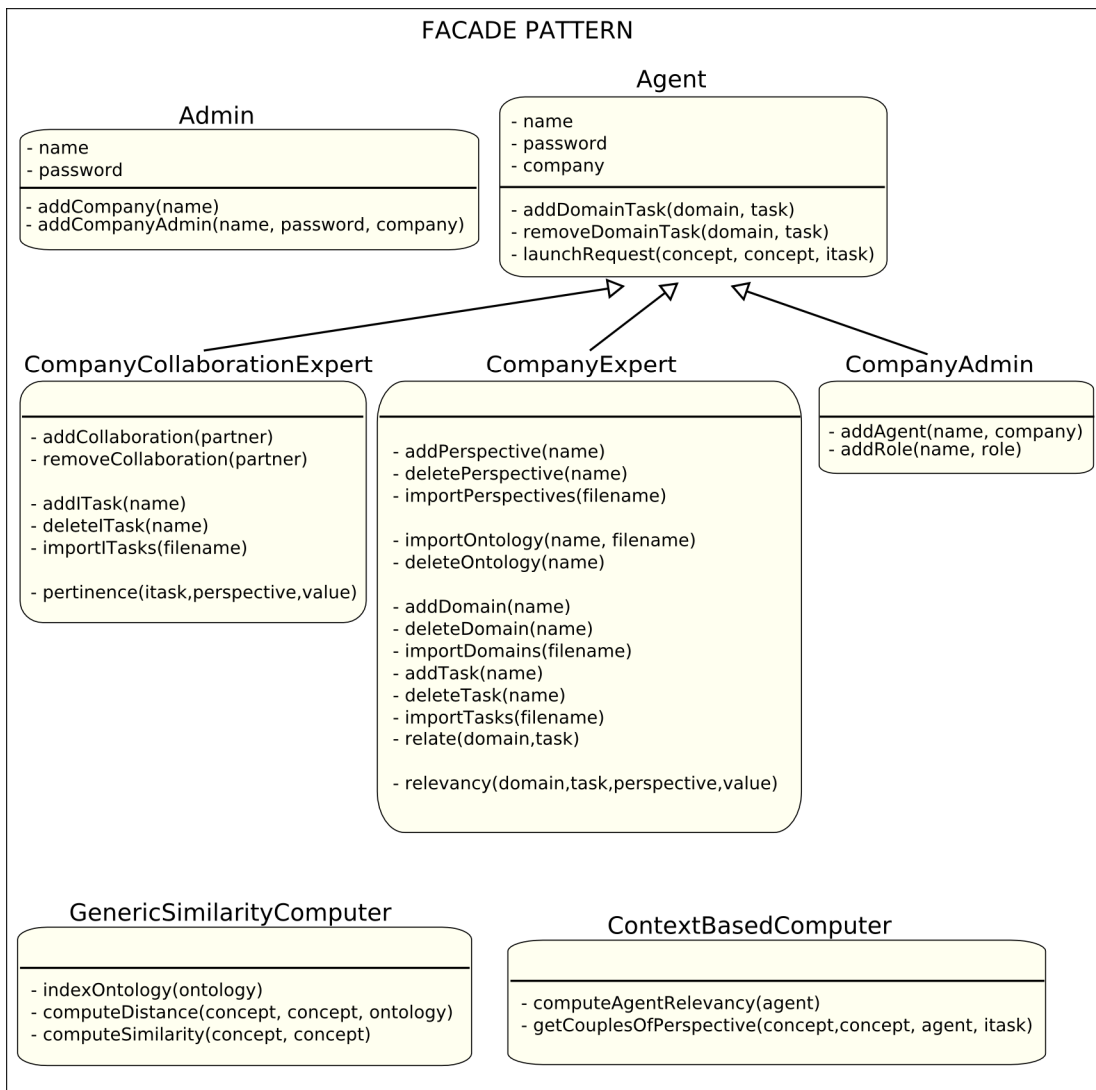 FACADE PATTERN
Admin
- name
- password
- addCompany(name)
- addCompanyAdmin(name, password, company)
Agent
- name
- password
- company
- addDomainTask(domain, task)
- removeDomainTask(domain, task)
- launchRequest(concept, concept, itask)
CompanyCollaborationExpert
- addCollaboration(partner)
- removeCollaboration(partner)
- addITask(name)
- deleteITask(name)
- importITasks(filename)
- pertinence(itask,perspective,value)
CompanyExpert
- addPerspective(name)
- deletePerspective(name)
- importPerspectives(filename)
- importOntology(name, filename)
- deleteOntology(name)
- addDomain(name)
- deleteDomain(name)
- importDomains(filename)
- addTask(name)
- deleteTask(name)
- importTasks(filename)
- relate(domain,task)
- relevancy(domain,task,perspective,value)
CompanyAdmin
- addAgent(name, company)
- addRole(name, role)
GenericSimilarityComputer
- indexOntology(ontology)
- computeDistance(concept, concept, ontology)
- computeSimilarity(concept, concept)
ContextBasedComputer
- computeAgentRelevancy(agent)
- getCouplesOfPerspective(concept,concept, agent, itask)